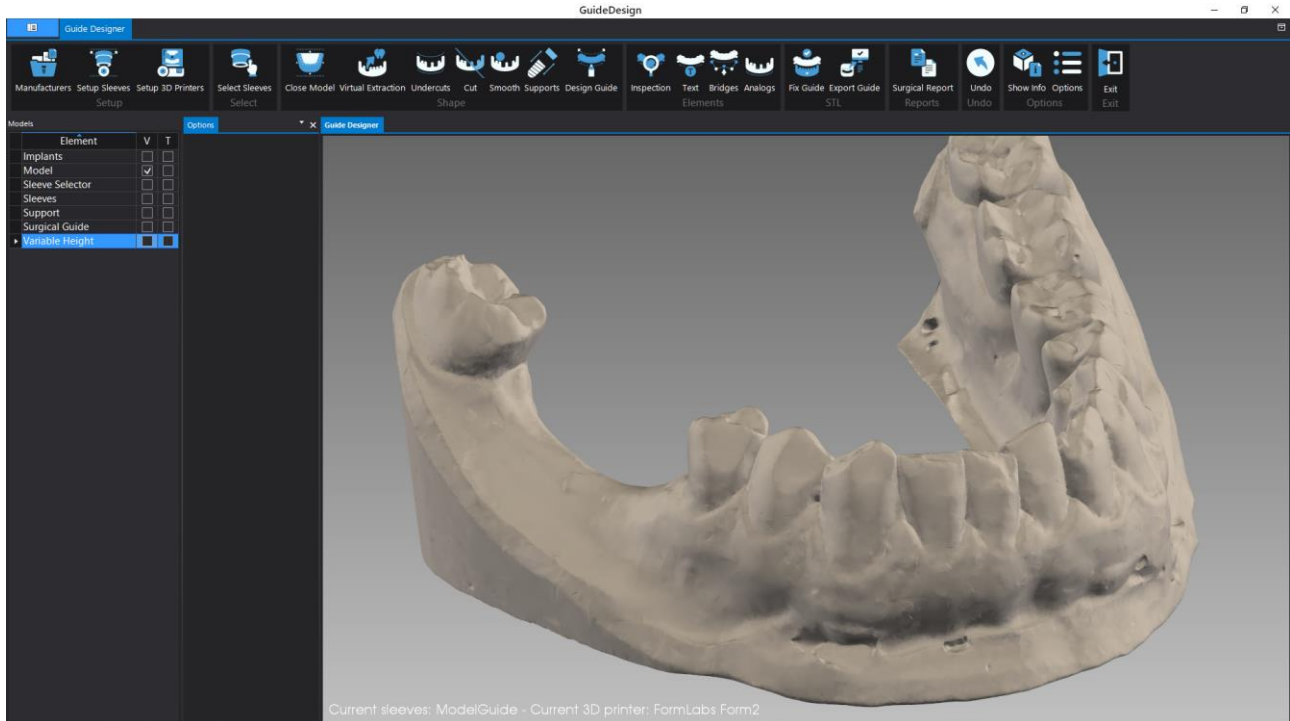 GuideDesign
Guide Designer
Manufacturers Setup Sleeves Setup 3D Printers Select Sleeves Close Model Virtual Extraction Undercuts Cut Smooth Supports Design Guide Inspection Text Bridges Analogs Fix Guide Export Guide Surgical Report Undo Show Info Options Exit
Setup Select Shape Elements STL Reports Undo Options Exit
Models
Options
Guide Designer
Element V T
Implants
Model
Sleeve Selector
Sleeves
Support
Surgical Guide
Variable Height
Current sleeves: ModelGuide - Current 3D printer: FormLabs Form2